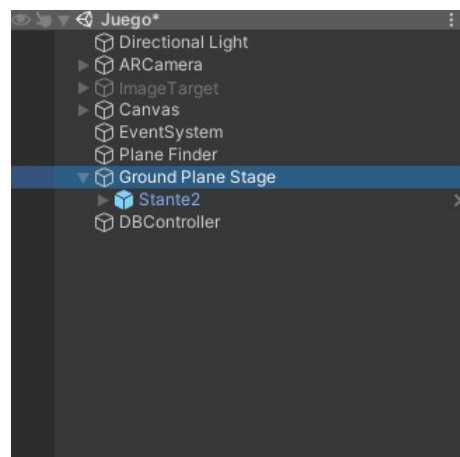 Juego*
Directional Light
ARCamera
ImageTarget
Canvas
EventSystem
Plane Finder
Ground Plane Stage
Stante2
DBController